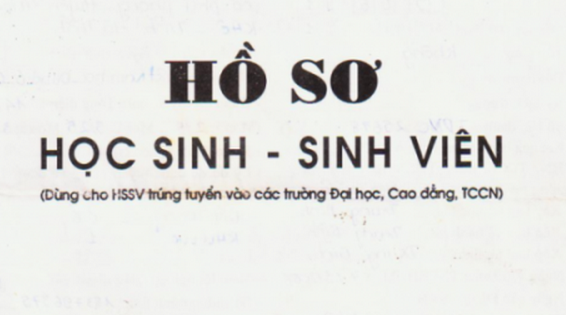 HỒ SƠ
HỌC SINH - SINH VIÊN
(Dùng cho HSSV trúng tuyển vào các trường Đại học, Cao đẳng, TCCN)